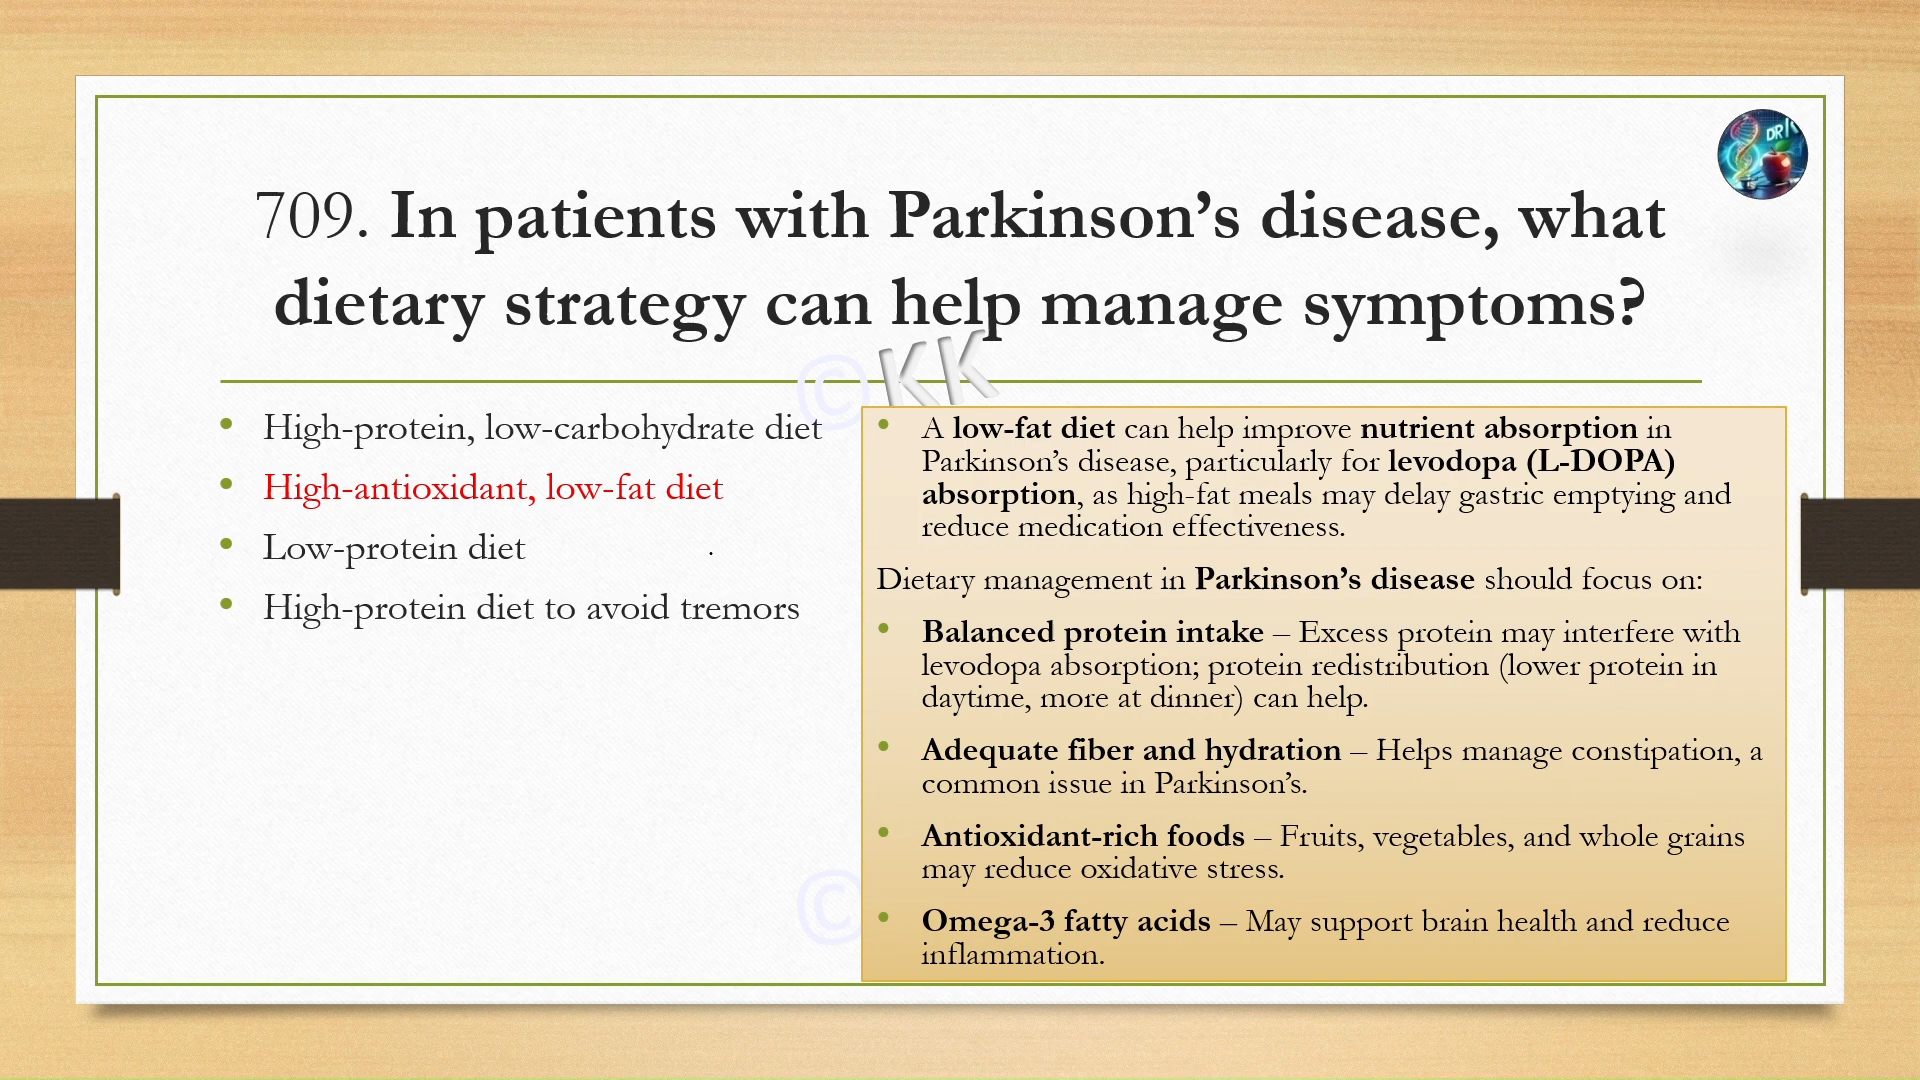 DR K
709. In patients with Parkinson’s disease, what
dietary strategy can help manage symptoms?
©KK
• High-protein, low-carbohydrate diet
• High-antioxidant, low-fat diet
• Low-protein diet .
• High-protein diet to avoid tremors
• A low-fat diet can help improve nutrient absorption in
Parkinson’s disease, particularly for levodopa (L-DOPA)
absorption, as high-fat meals may delay gastric emptying and
reduce medication effectiveness.
Dietary management in Parkinson’s disease should focus on:
• Balanced protein intake – Excess protein may interfere with
levodopa absorption; protein redistribution (lower protein in
daytime, more at dinner) can help.
• Adequate fiber and hydration – Helps manage constipation, a
common issue in Parkinson’s.
• Antioxidant-rich foods – Fruits, vegetables, and whole grains
may reduce oxidative stress.
• Omega-3 fatty acids – May support brain health and reduce
inflammation.
©